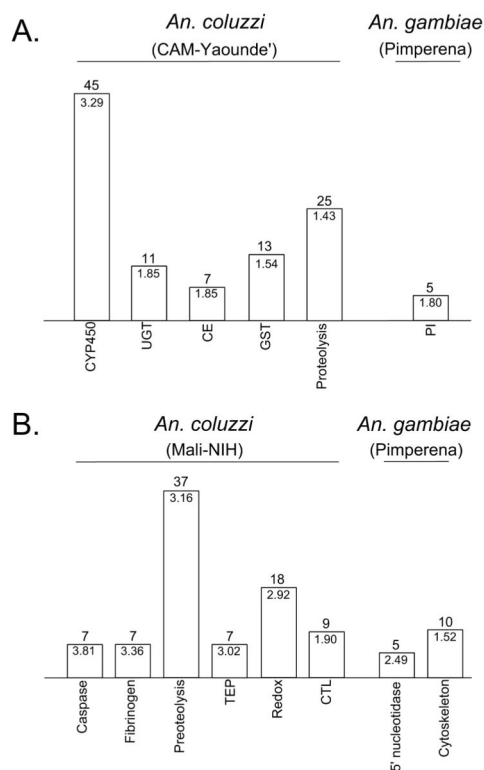 A.
An. coluzzi
(CAM-Yaounde')
An. gambiae
(Pimperena)
45
3.29
11
1.85
7
1.85
13
1.54
25
1.43
5
1.80
CYP450
UGT
CE
GST
Proteolysis
PI
B.
An. coluzzi
(Mali-NIH)
An. gambiae
(Pimperena)
7
3.81
7
3.36
37
3.16
7
3.02
18
2.92
9
1.90
5
2.49
10
1.52
Caspase
Fibrinogen
Preoteolysis
TEP
Redox
CTL
5' nucleotidase
Cytoskeleton